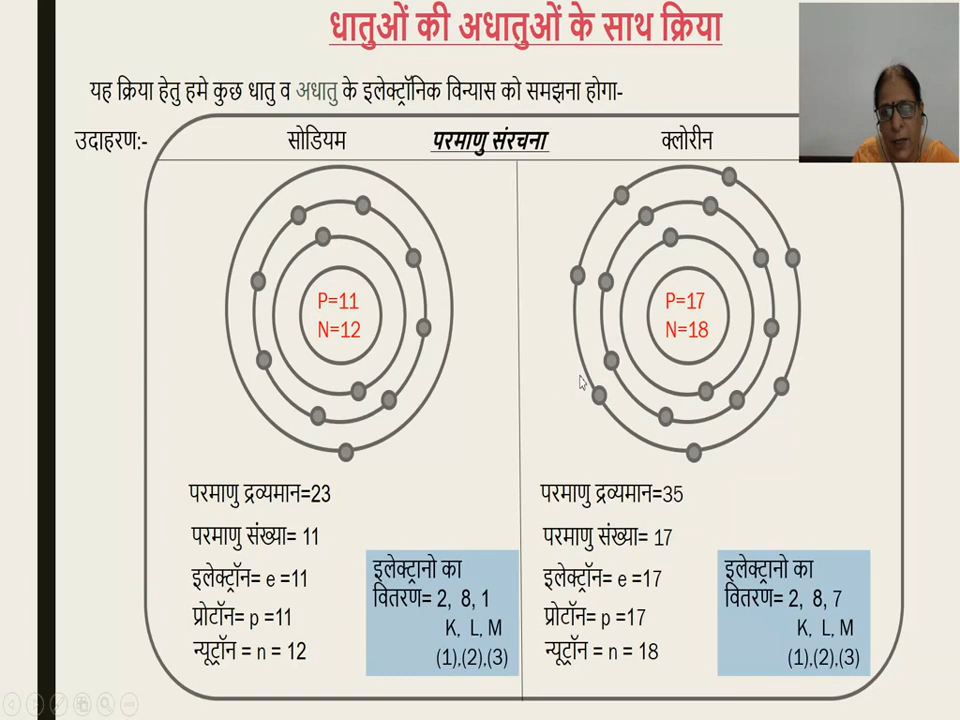 धातुओं की अधातुओं के साथ क्रिया
यह क्रिया हेतु हमे कुछ धातु व अधातु के इलेक्ट्रॉनिक विन्यास को समझना होगा-
उदाहरण:-
सोडियम
परमाणु संरचना
क्लोरीन
P=11
N=12
P=17
N=18
परमाणु द्रव्यमान=23
परमाणु संख्या= 11
इलेक्ट्रॉन= e =11
प्रोटॉन= p =11
न्यूट्रॉन = n = 12
इलेक्ट्रानो का
वितरण= 2, 8, 1
K, L, M
(1),(2),(3)
परमाणु द्रव्यमान=35
परमाणु संख्या= 17
इलेक्ट्रॉन= e =17
प्रोटॉन= p =17
न्यूट्रॉन = n = 18
इलेक्ट्रानो का
वितरण= 2, 8, 7
K, L, M
(1),(2),(3)